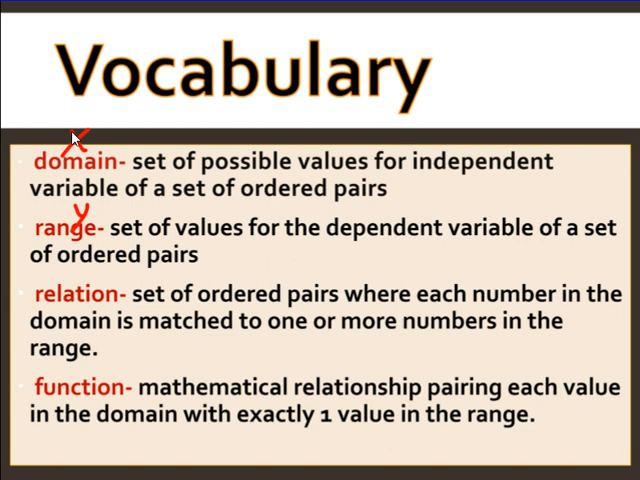 Vocabulary
x
domain- set of possible values for independent
variable of a set of ordered pairs
y
range- set of values for the dependent variable of a set
of ordered pairs
relation- set of ordered pairs where each number in the
domain is matched to one or more numbers in the
range.
function- mathematical relationship pairing each value
in the domain with exactly 1 value in the range.